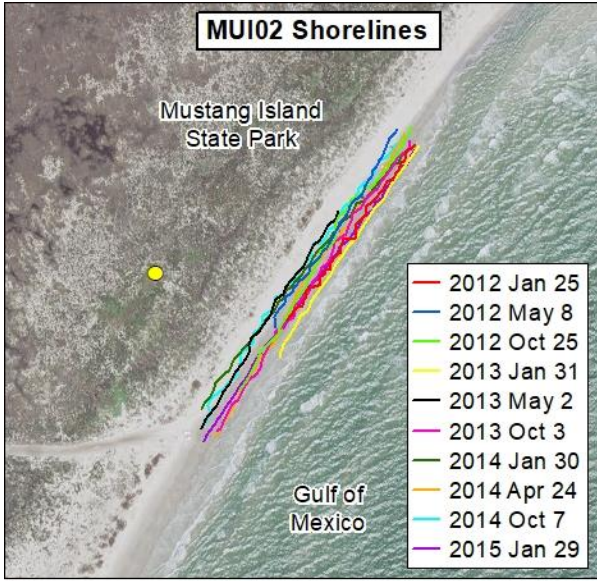 MUI02 Shorelines
Mustang Island
State Park
2012 Jan 25
2012 May 8
2012 Oct 25
2013 Jan 31
2013 May 2
2013 Oct 3
2014 Jan 30
2014 Apr 24
2014 Oct 7
2015 Jan 29
Gulf of
Mexico